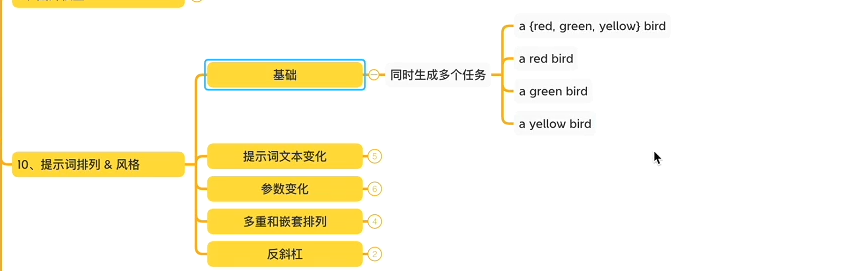 a {red, green, yellow} bird
基础
同时生成多个任务
a red bird
a green bird
a yellow bird
10、提示词排列 & 风格
提示词文本变化
5
参数变化
6
多重和嵌套排列
4
反斜杠
2